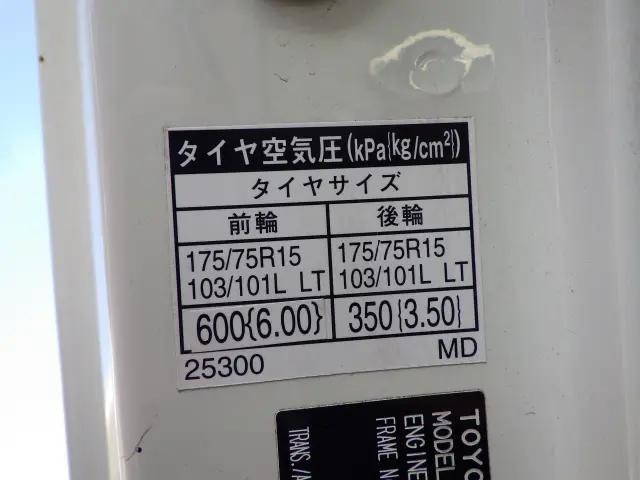 タイヤ空気圧(kPa{kg/cm²})
タイヤサイズ
前輪 後輪
175/75R15 175/75R15
103/101L LT 103/101L LT
600{6.00} 350{3.50}
25300 MD
TOYO
MODEL
ENGINE
FRAME N
TRANS./A